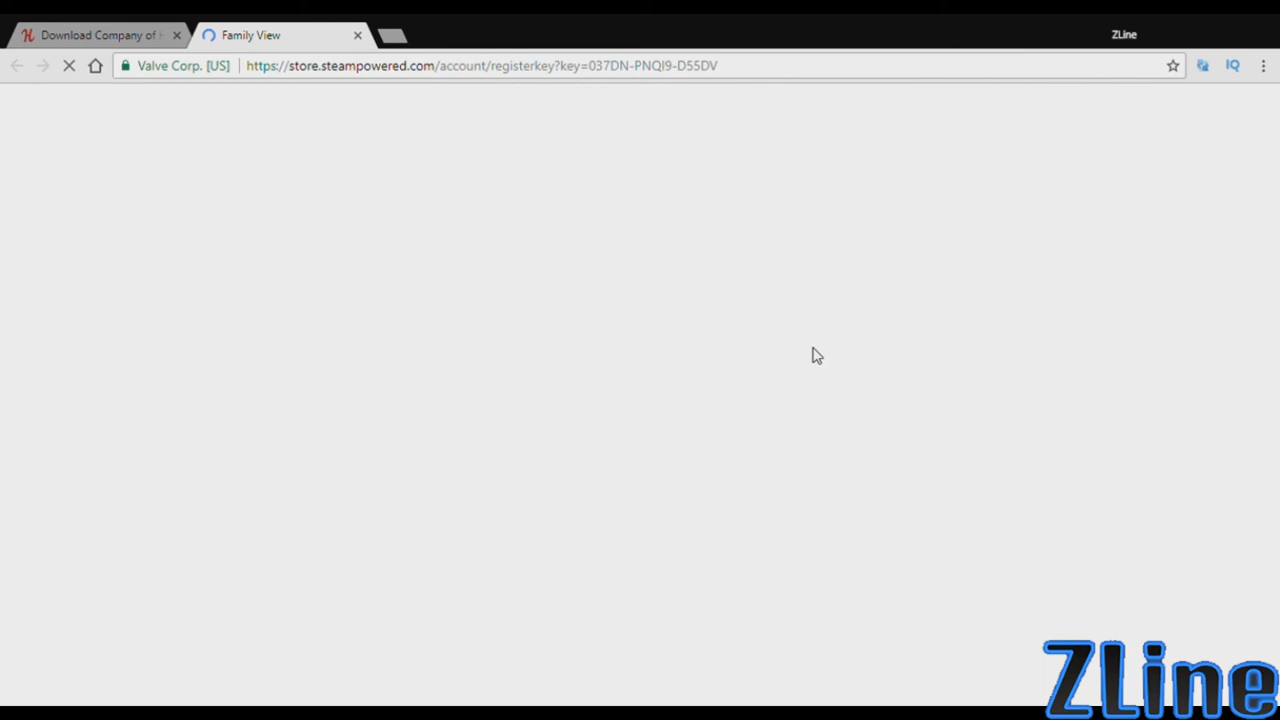 Download Company of H
Family View
ZLine
Valve Corp. [US]
https://store.steampowered.com/account/registerkey?key=037DN-PNQI9-D55DV
IQ
ZLine